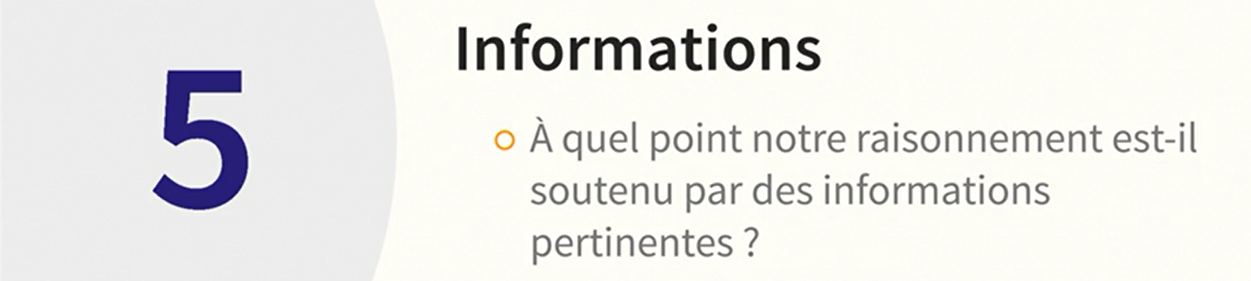 5
Informations
À quel point notre raisonnement est-il
soutenu par des informations
pertinentes ?